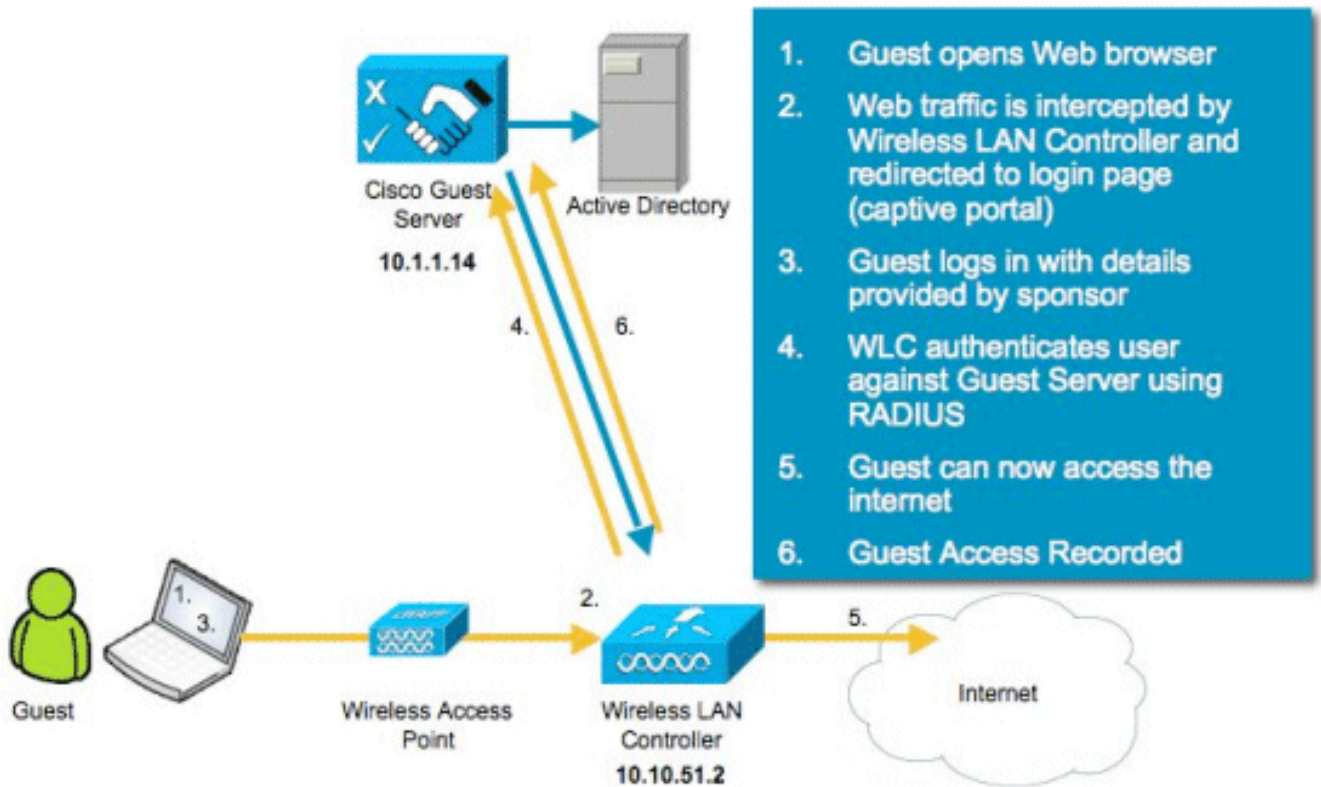 1. Guest opens Web browser
2. Web traffic is intercepted by
Wireless LAN Controller and
redirected to login page
(captive portal)
3. Guest logs in with details
provided by sponsor
4. WLC authenticates user
against Guest Server using
RADIUS
5. Guest can now access the
internet
6. Guest Access Recorded
X
Cisco Guest
Server
10.1.1.14
Active Directory
4.
6.
1.
3.
2.
5.
Guest
Wireless Access
Point
Wireless LAN
Controller
10.10.51.2
Internet